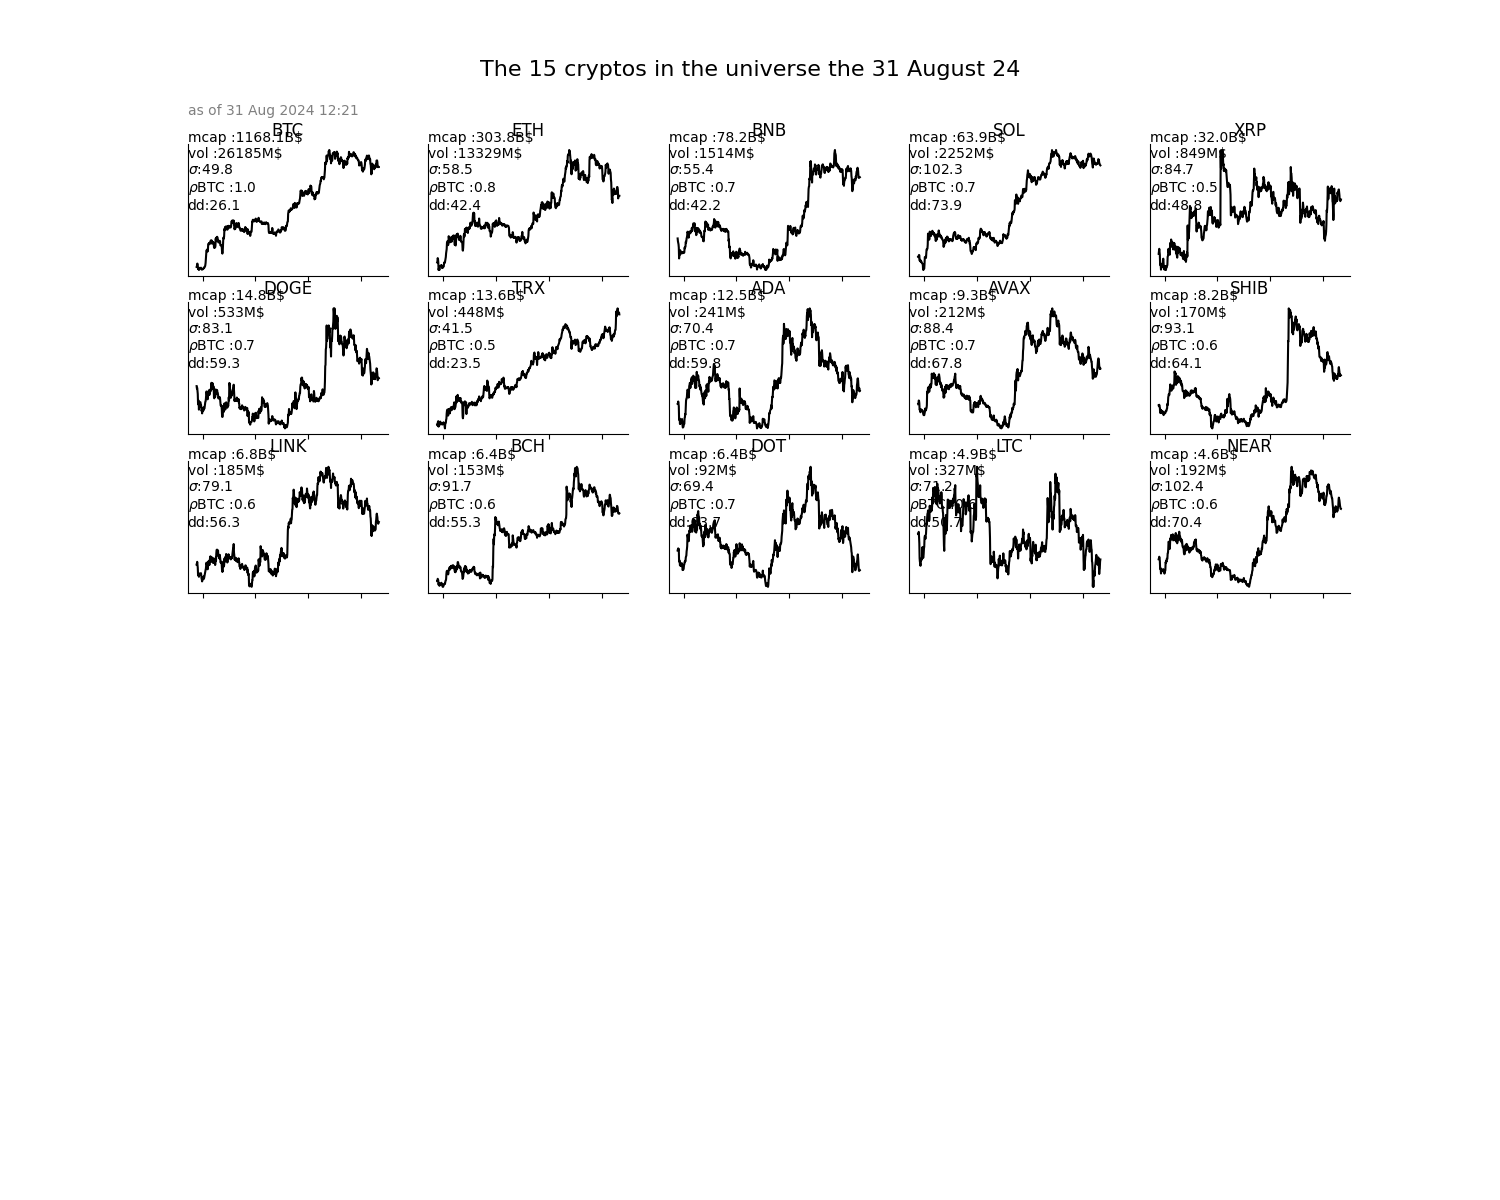 The 15 cryptos in the universe the 31 August 24
as of 31 Aug 2024 12:21
BTC
mcap :1168.1B$
vol :26185M$
σ:49.8
ρBTC :1.0
dd:26.1
ETH
mcap :303.8B$
vol :13329M$
σ:58.5
ρBTC :0.8
dd:42.4
BNB
mcap :78.2B$
vol :1514M$
σ:55.4
ρBTC :0.7
dd:42.2
SOL
mcap :63.9B$
vol :2252M$
σ:102.3
ρBTC :0.7
dd:73.9
XRP
mcap :32.0B$
vol :849M$
σ:84.7
ρBTC :0.5
dd:48.8
DOGE
mcap :14.8B$
vol :533M$
σ:83.1
ρBTC :0.7
dd:59.3
TRX
mcap :13.6B$
vol :448M$
σ:41.5
ρBTC :0.5
dd:23.5
ADA
mcap :12.5B$
vol :241M$
σ:70.4
ρBTC :0.7
dd:59.8
AVAX
mcap :9.3B$
vol :212M$
σ:88.4
ρBTC :0.7
dd:67.8
SHIB
mcap :8.2B$
vol :170M$
σ:93.1
ρBTC :0.6
dd:64.1
LINK
mcap :6.8B$
vol :185M$
σ:79.1
ρBTC :0.6
dd:56.3
BCH
mcap :6.4B$
vol :153M$
σ:91.7
ρBTC :0.6
dd:55.3
DOT
mcap :6.4B$
vol :92M$
σ:69.4
ρBTC :0.7
LTC
mcap :4.9B$
vol :327M$
σ:71.2
NEAR
mcap :4.6B$
vol :192M$
σ:102.4
ρBTC :0.6
dd:70.4